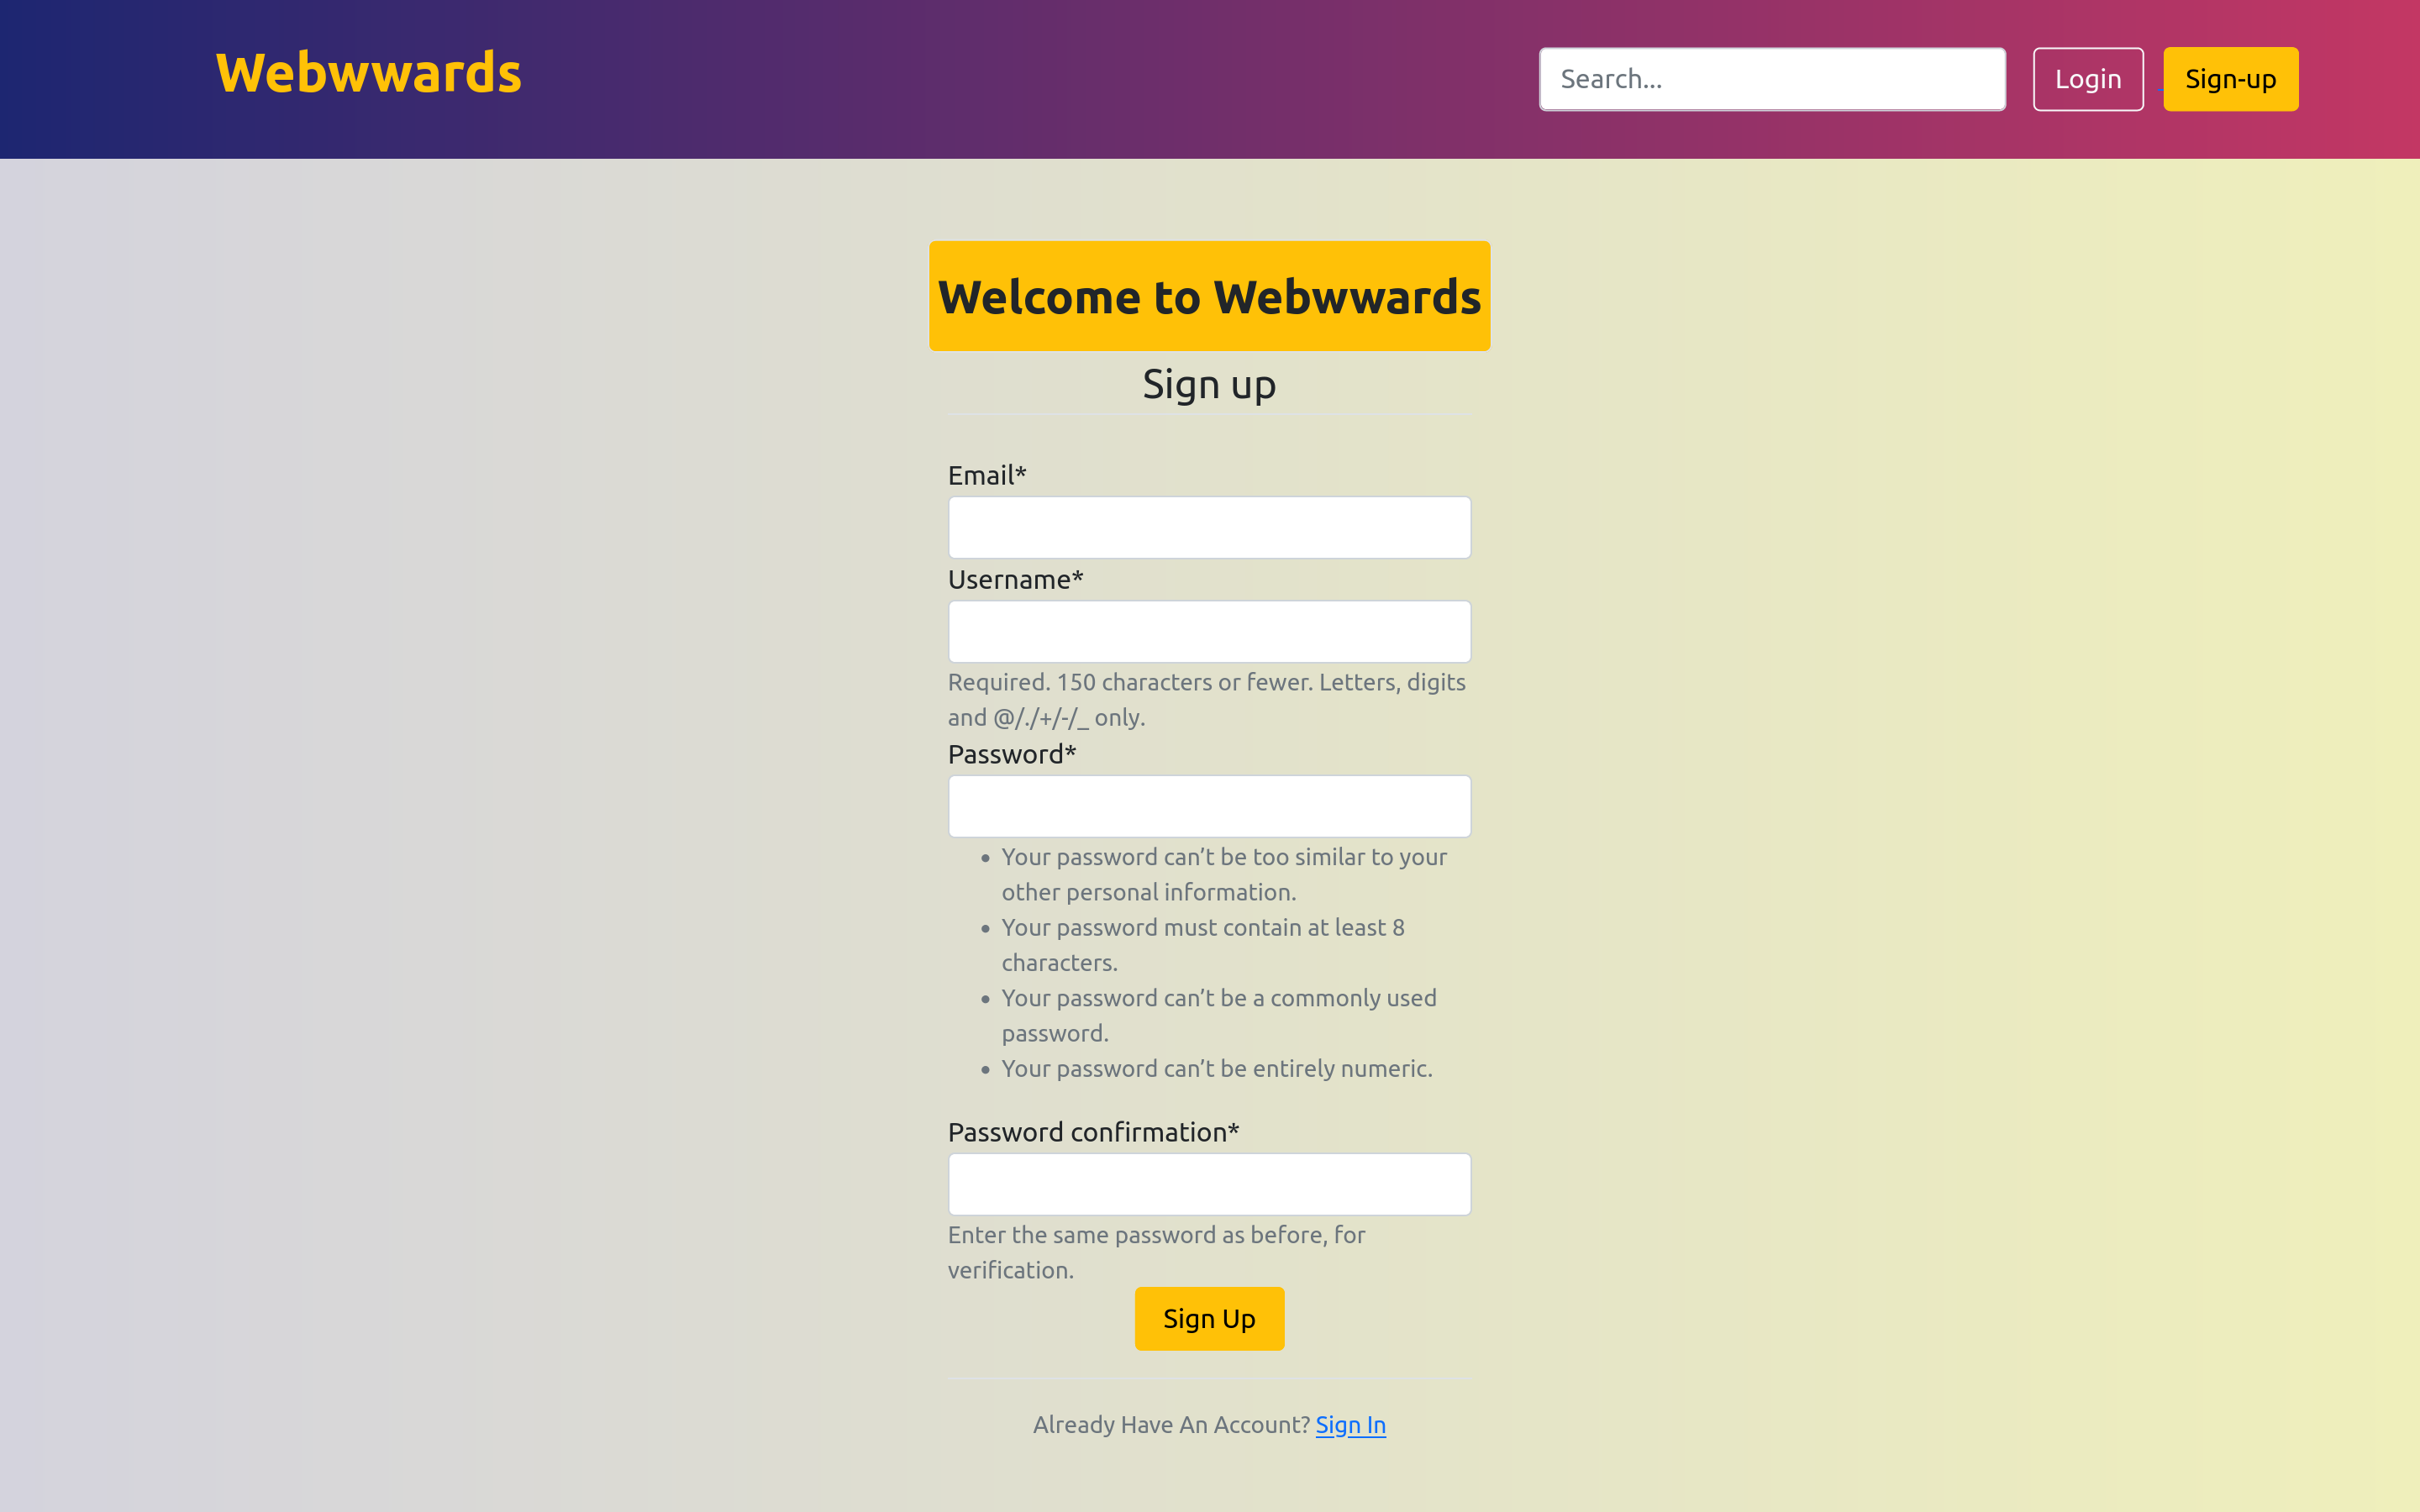 Webwwards
Search...
Login
Sign-up
Welcome to Webwwards
Sign up
Email*
Username*
Required. 150 characters or fewer. Letters, digits
and @/./+/-/_ only.
Password*
• Your password can’t be too similar to your
other personal information.
• Your password must contain at least 8
characters.
• Your password can’t be a commonly used
password.
• Your password can’t be entirely numeric.
Password confirmation*
Enter the same password as before, for
verification.
Sign Up
Already Have An Account? Sign In